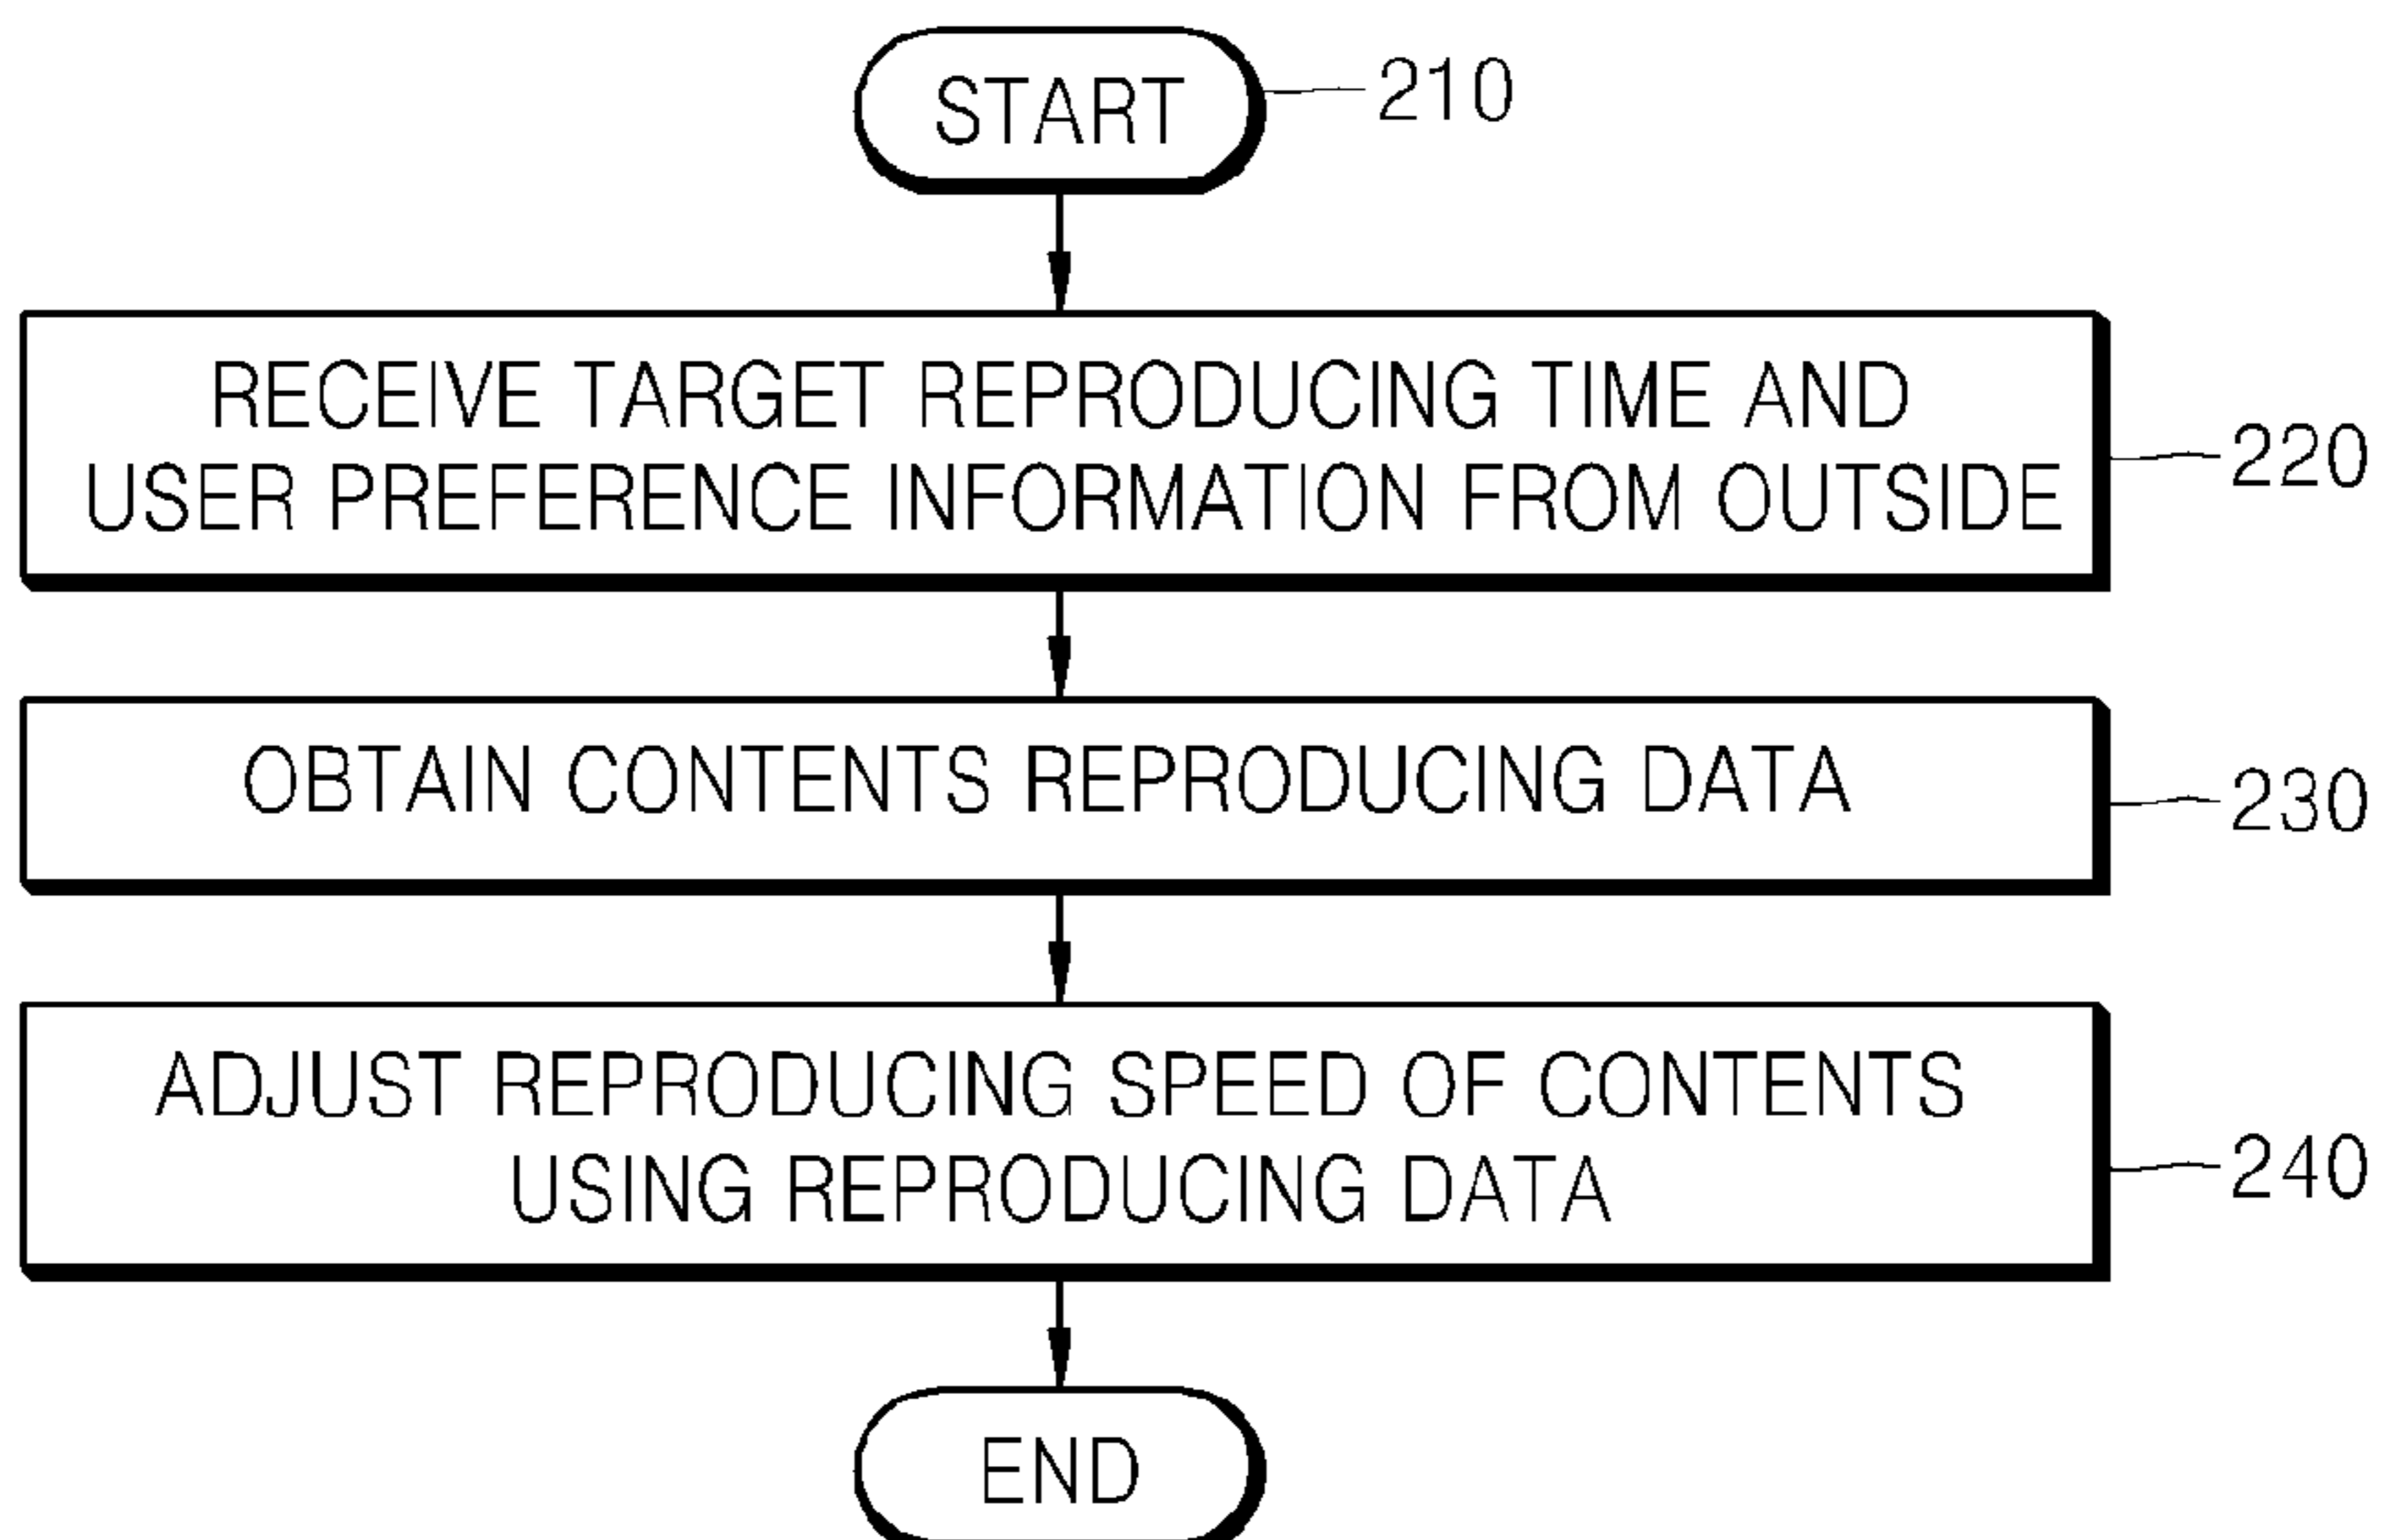 START
210
RECEIVE TARGET REPRODUCING TIME AND
USER PREFERENCE INFORMATION FROM OUTSIDE
220
OBTAIN CONTENTS REPRODUCING DATA
230
ADJUST REPRODUCING SPEED OF CONTENTS
USING REPRODUCING DATA
240
END